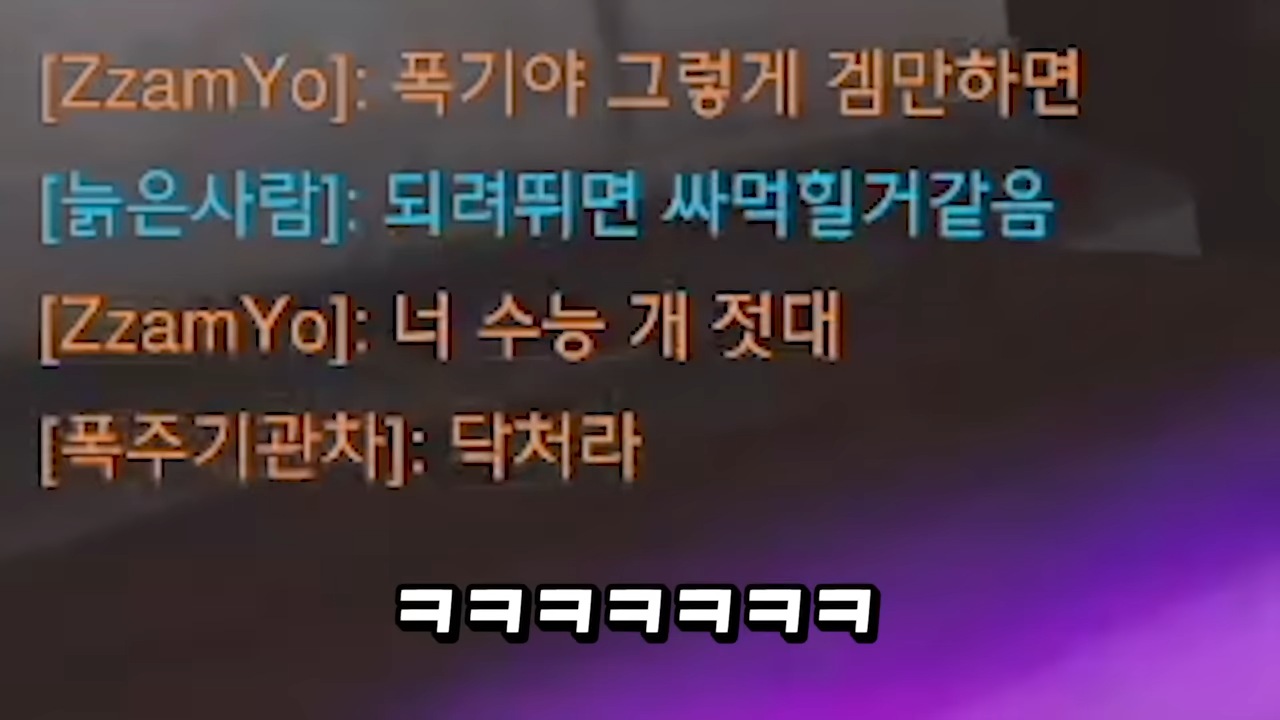 [ZzamYo]: 폭기야 그렇게 겜만하면
[늙은사람]: 되려뛰면 싸먹힐거같음
[ZzamYo]: 너 수능 개 젓대
[폭주기관차]: 닥처라
ㅋㅋㅋㅋㅋㅋㅋ